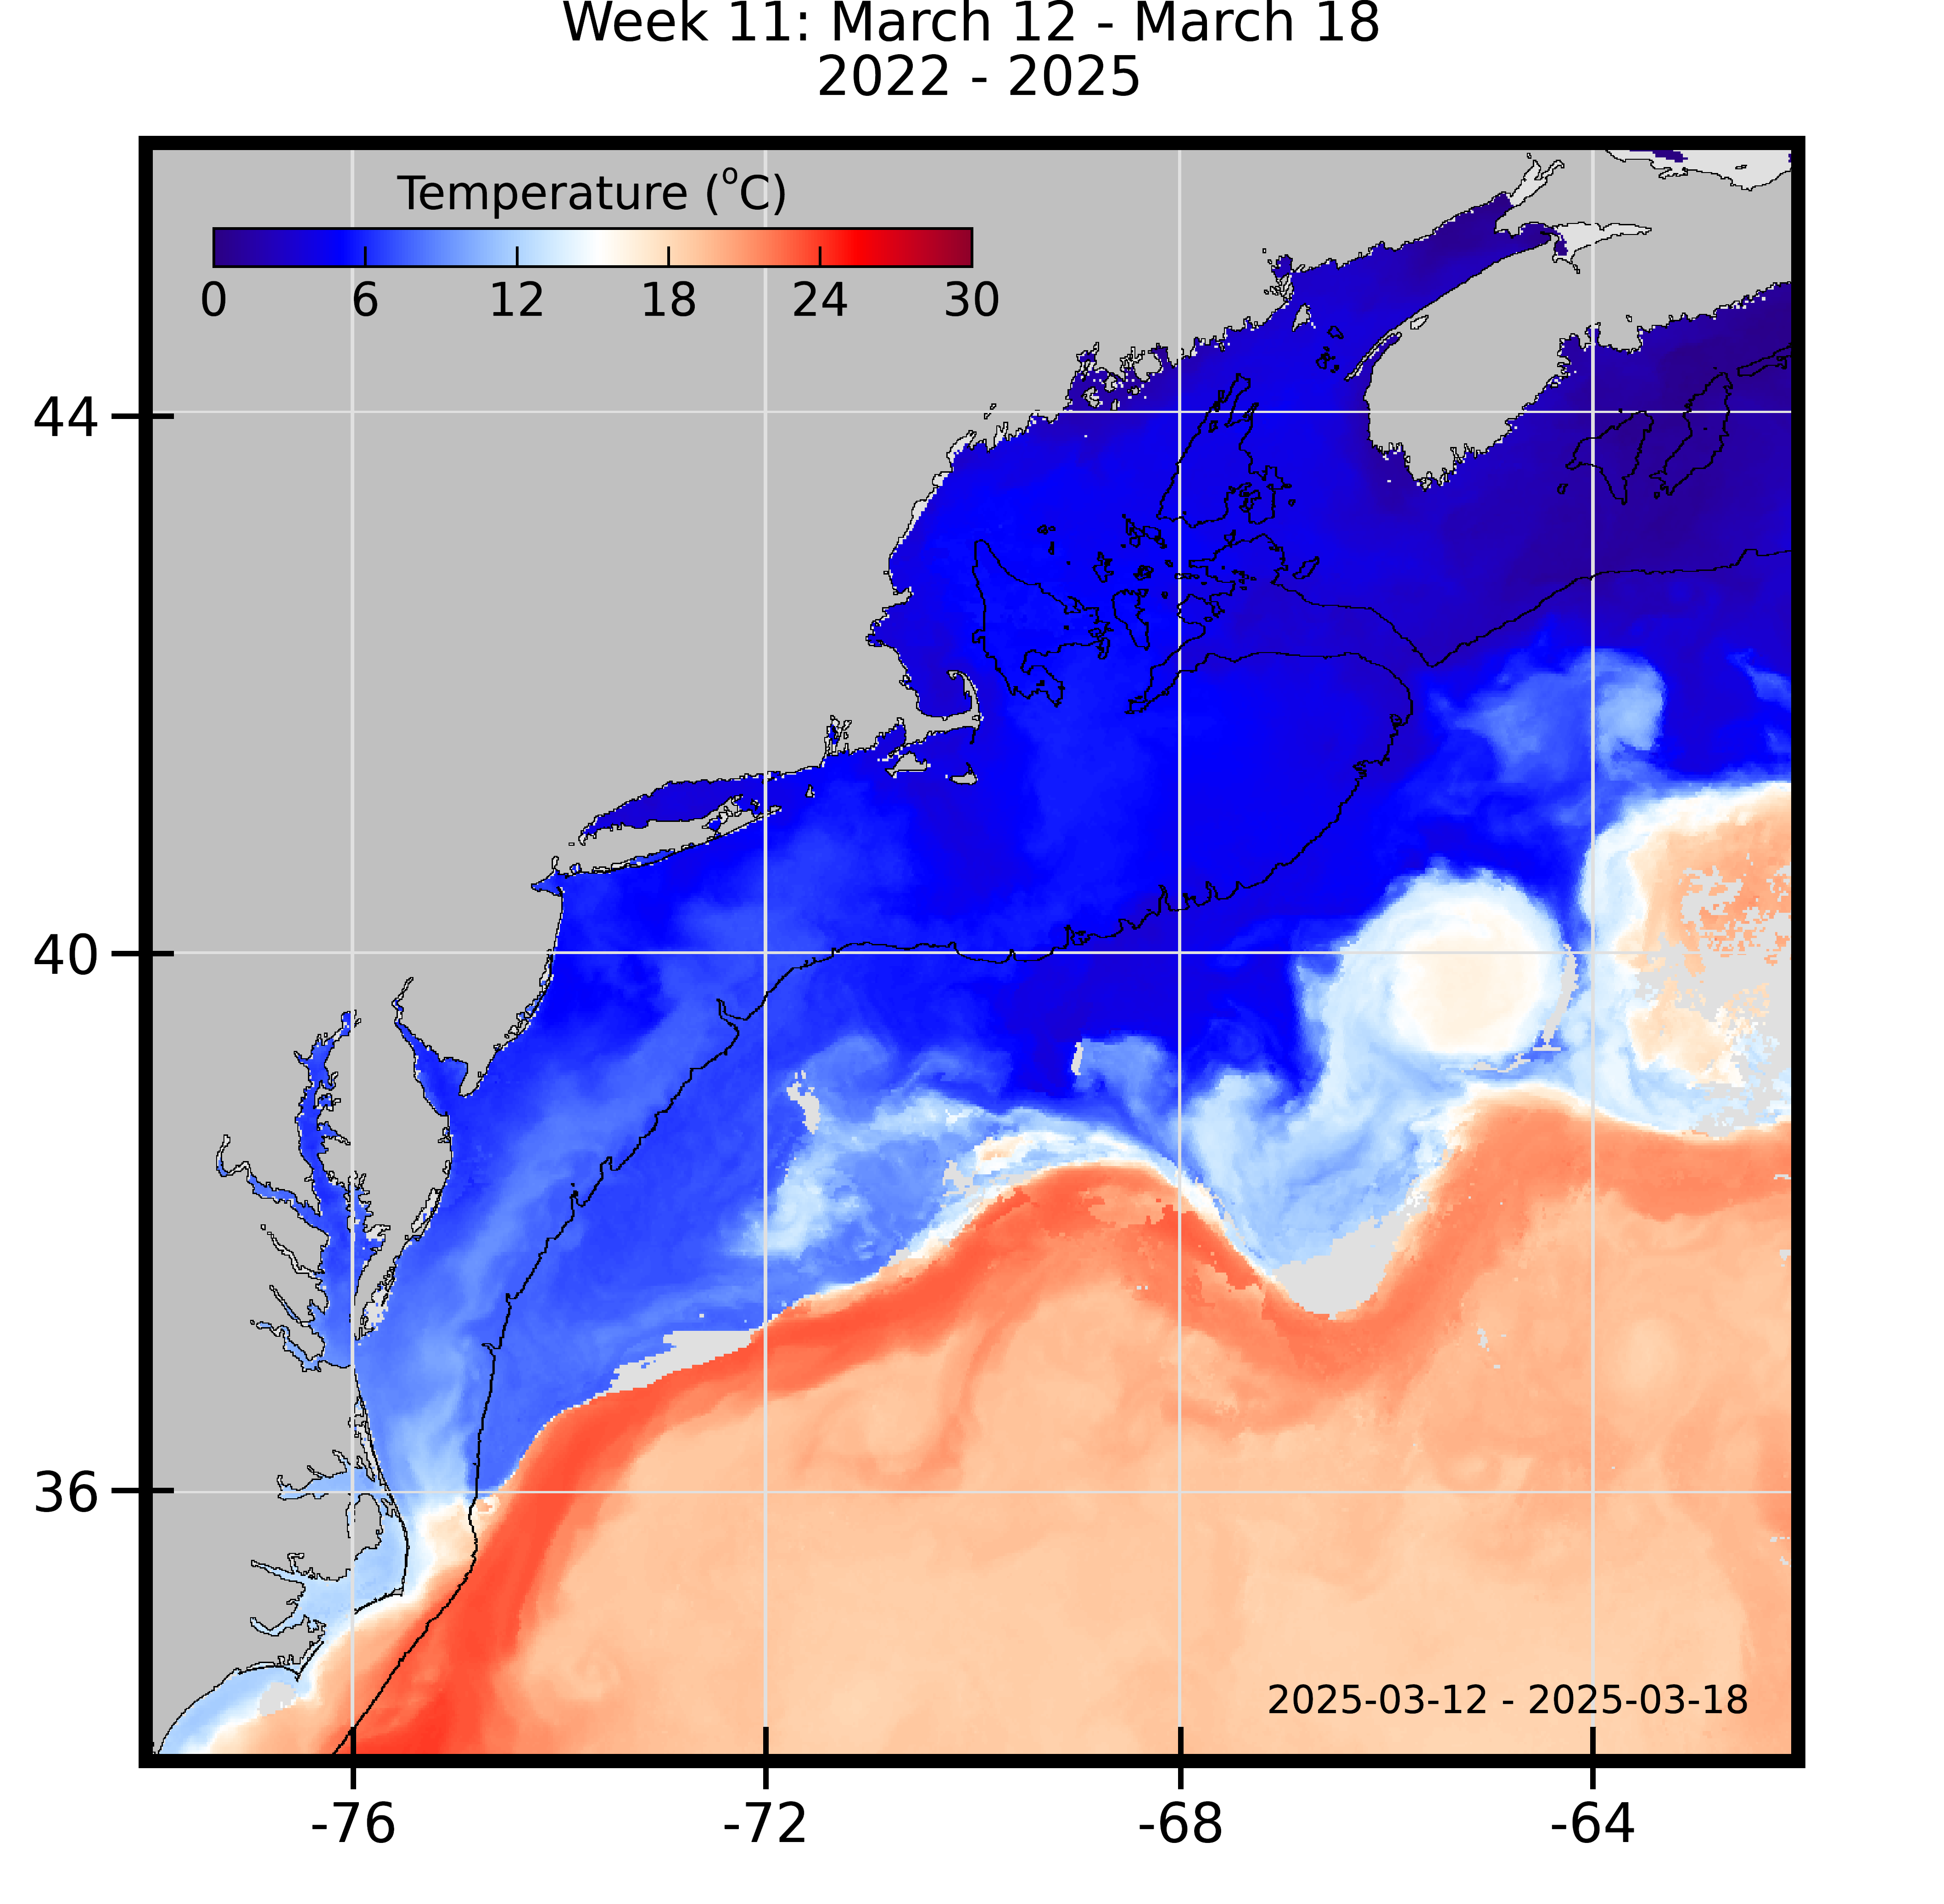 Week 11: March 12 - March 18
2022 - 2025
Temperature (°C)
0 6 12 18 24 30
44
40
36
2025-03-12 - 2025-03-18
-76 -72 -68 -64